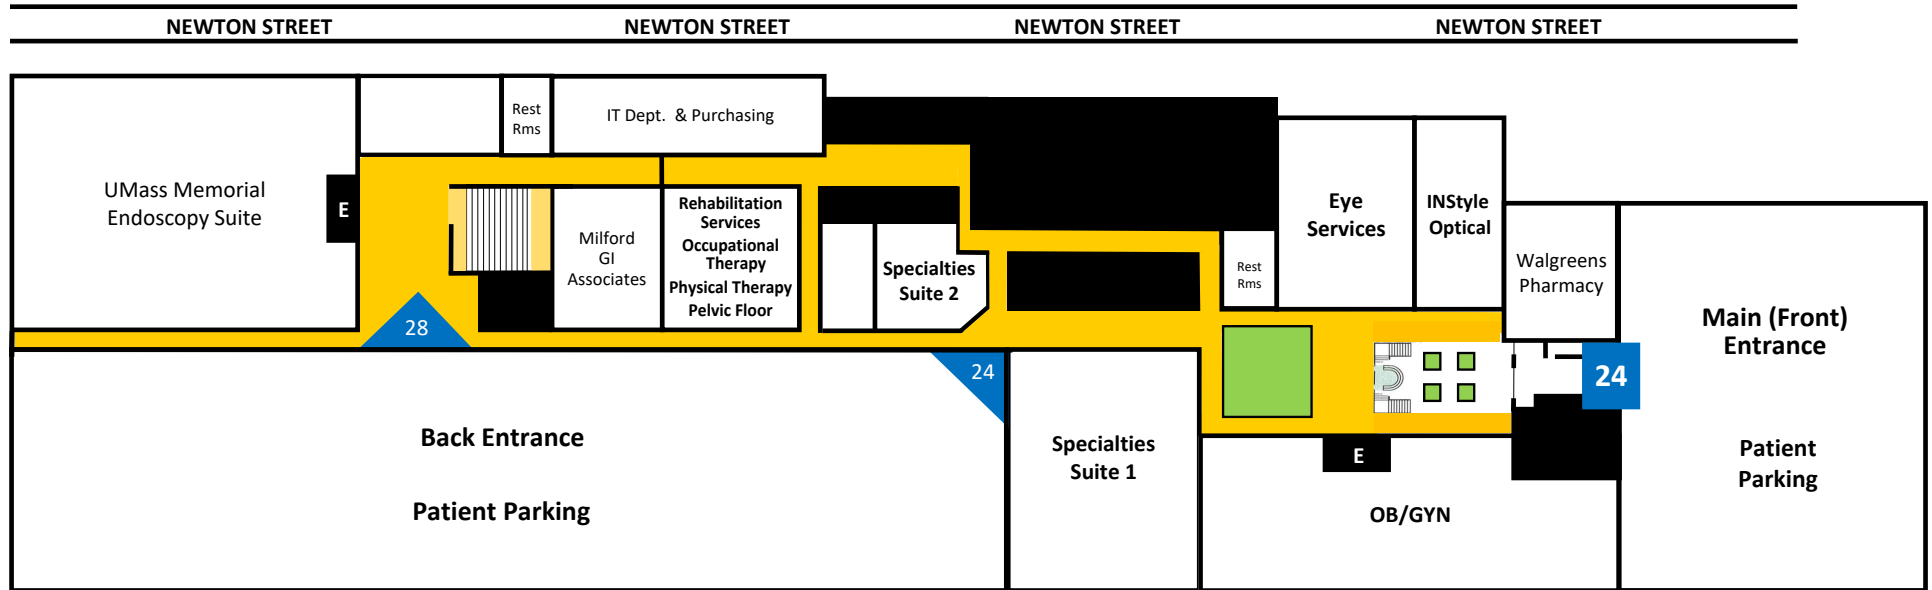 NEWTON STREET
NEWTON STREET
NEWTON STREET
NEWTON STREET
UMass Memorial
Endoscopy Suite
E
Rest
Rms
IT Dept. & Purchasing
28
Milford
GI
Associates
Rehabilitation
Services
Occupational
Therapy
Physical Therapy
Pelvic Floor
Specialties
Suite 2
Rest
Rms
Eye
Services
INStyle
Optical
Walgreens
Pharmacy
Main (Front)
Entrance
24
24
Back Entrance
Patient Parking
Specialties
Suite 1
E
OB/GYN
Patient
Parking